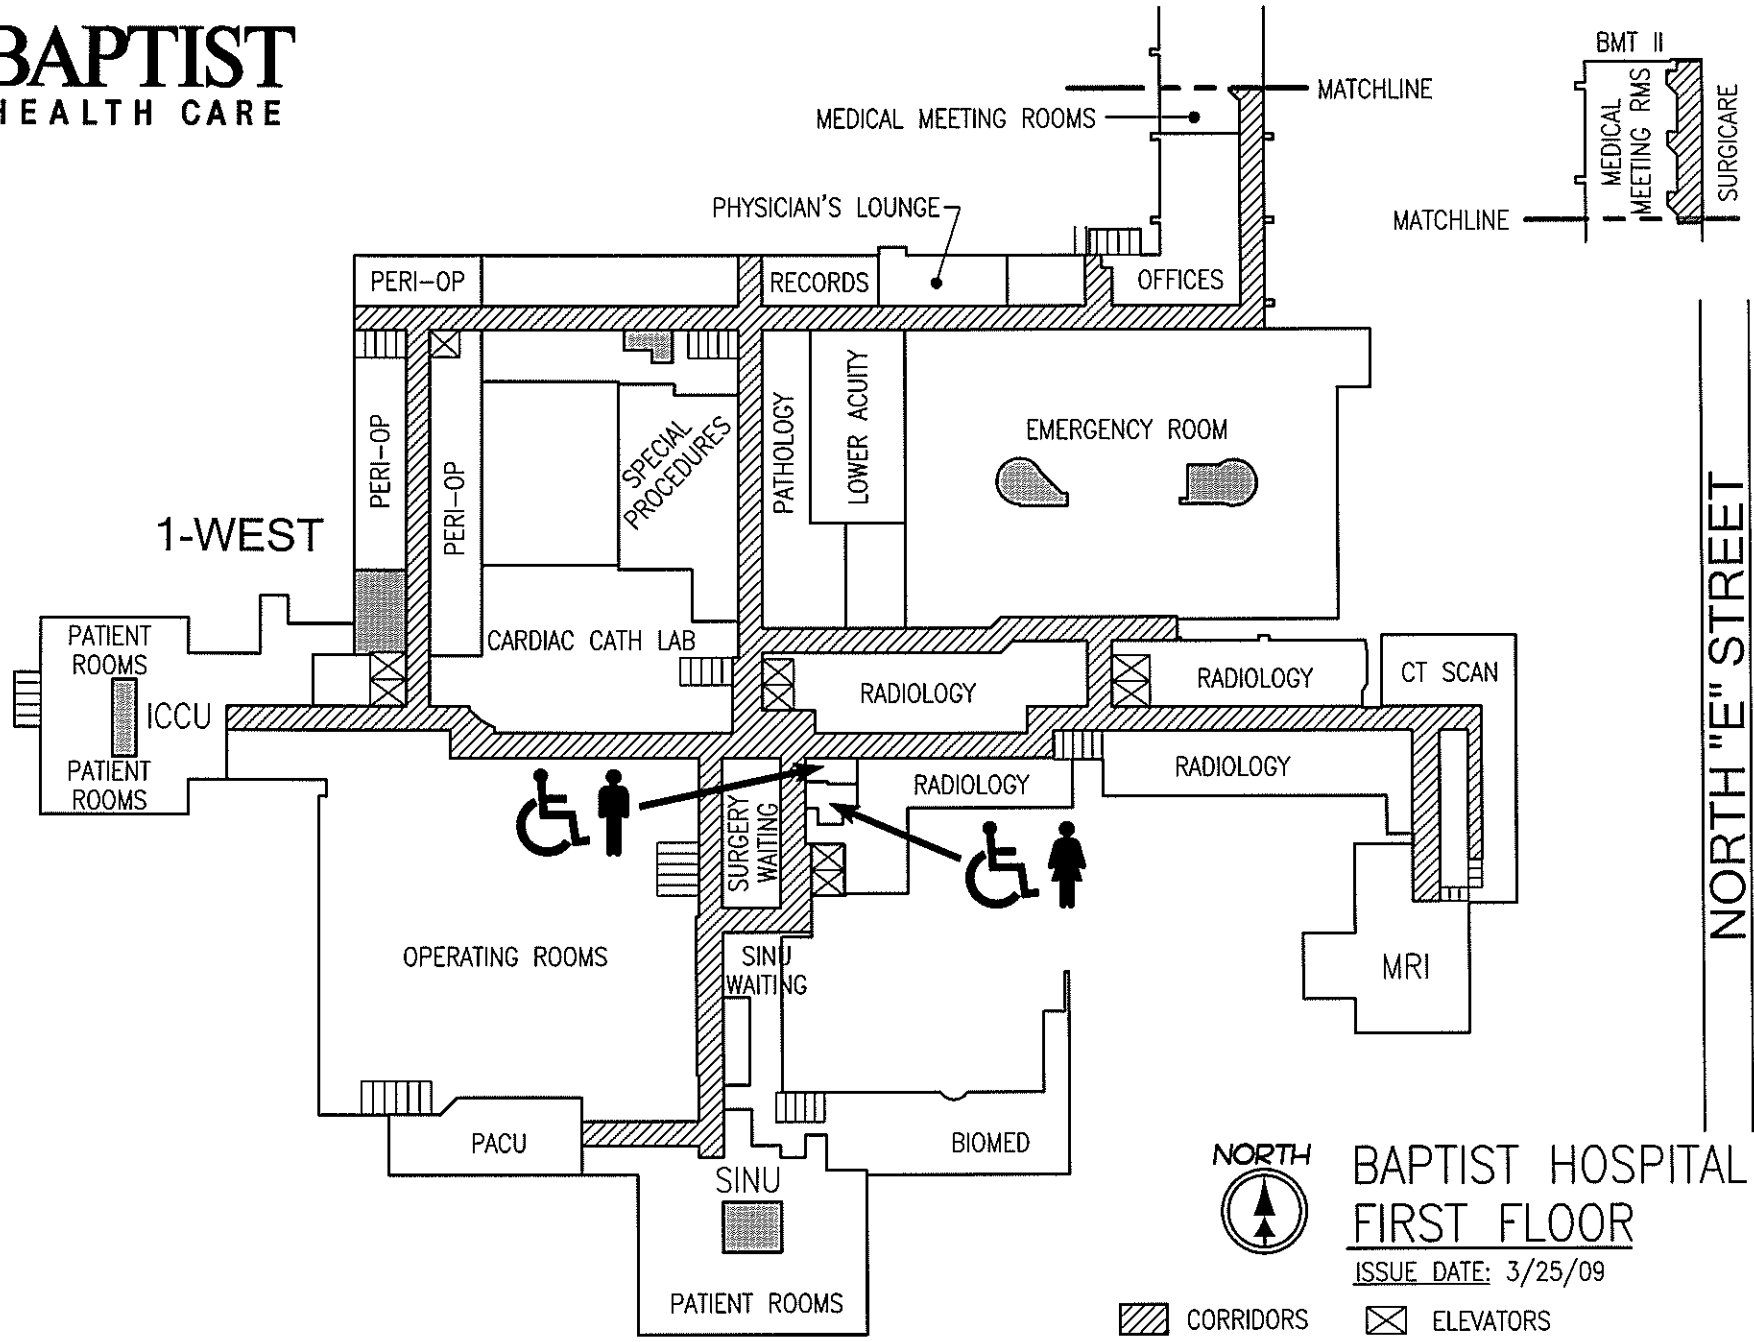 BAPTIST
HEALTH CARE
MATCHLINE
MEDICAL MEETING ROOMS
PHYSICIAN'S LOUNGE
BMT II
MEDICAL
MEETING RMS
SURGICARE
MATCHLINE
PERI-OP
RECORDS
OFFICES
PERI-OP
PERI-OP
SPECIAL
PROCEDURES
PATHOLOGY
LOWER ACUITY
EMERGENCY ROOM
1-WEST
NORTH "E" STREET
PATIENT
ROOMS
ICCU
PATIENT
ROOMS
CARDIAC CATH LAB
RADIOLOGY
RADIOLOGY
CT SCAN
RADIOLOGY
RADIOLOGY
SURGERY
WAITING
OPERATING ROOMS
SINU
WAITING
MRI
PACU
BIOMED
SINU
PATIENT ROOMS
NORTH
BAPTIST HOSPITAL
FIRST FLOOR
ISSUE DATE: 3/25/09
CORRIDORS
ELEVATORS